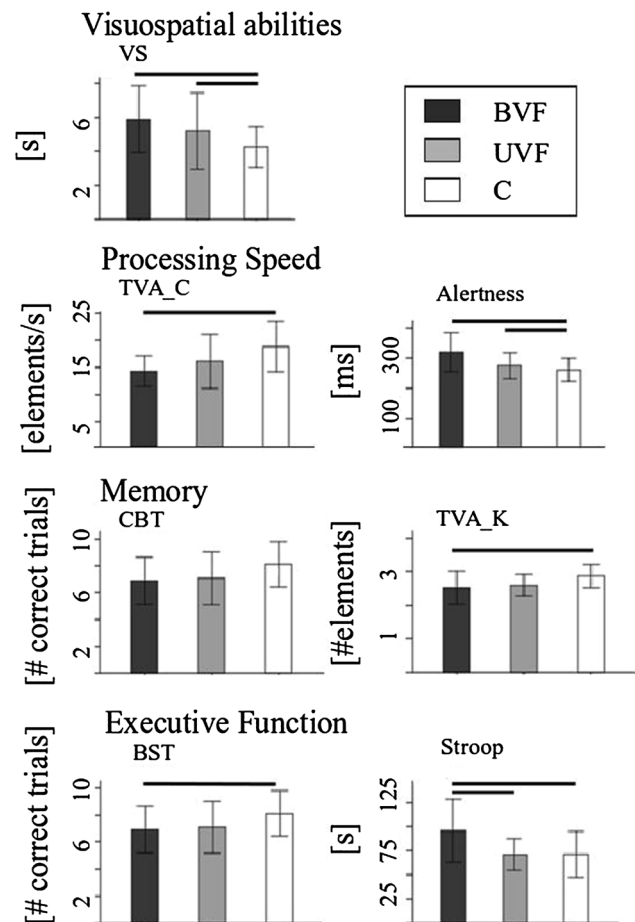 Visuospatial abilities
VS
[s]
6
2
BVF
UVF
C
Processing Speed
TVA_C
[elements/s]
25
15
5
Alertness
[ms]
300
100
Memory
CBT
[# correct trials]
10
6
2
TVA_K
[#elements]
3
1
Executive Function
BST
[# correct trials]
10
6
2
Stroop
[s]
125
75
25